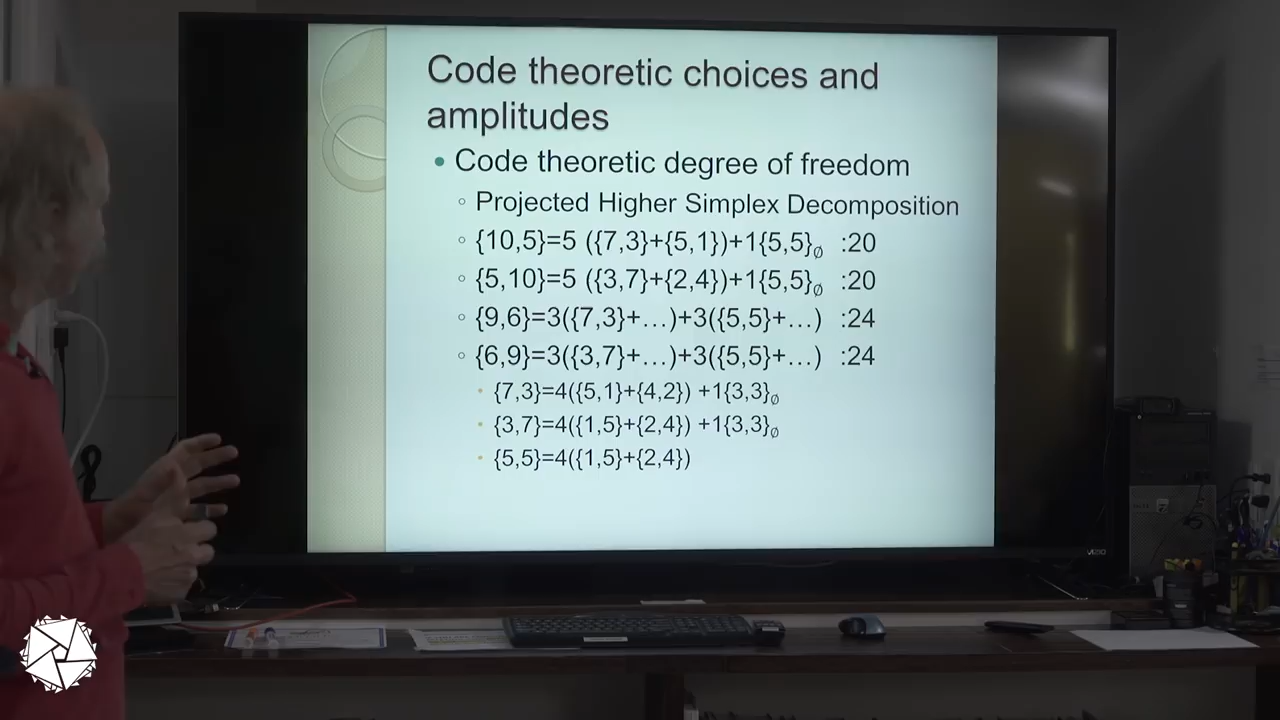 Code theoretic choices and
amplitudes
• Code theoretic degree of freedom
◦ Projected Higher Simplex Decomposition
◦ {10,5}=5 ({7,3}+{5,1})+1{5,5}∅ :20
◦ {5,10}=5 ({3,7}+{2,4})+1{5,5}∅ :20
◦ {9,6}=3({7,3}+…)+3({5,5}+…) :24
◦ {6,9}=3({3,7}+…)+3({5,5}+…) :24
• {7,3}=4({5,1}+{4,2}) +1{3,3}∅
• {3,7}=4({1,5}+{2,4}) +1{3,3}∅
• {5,5}=4({1,5}+{2,4})
VIZIO